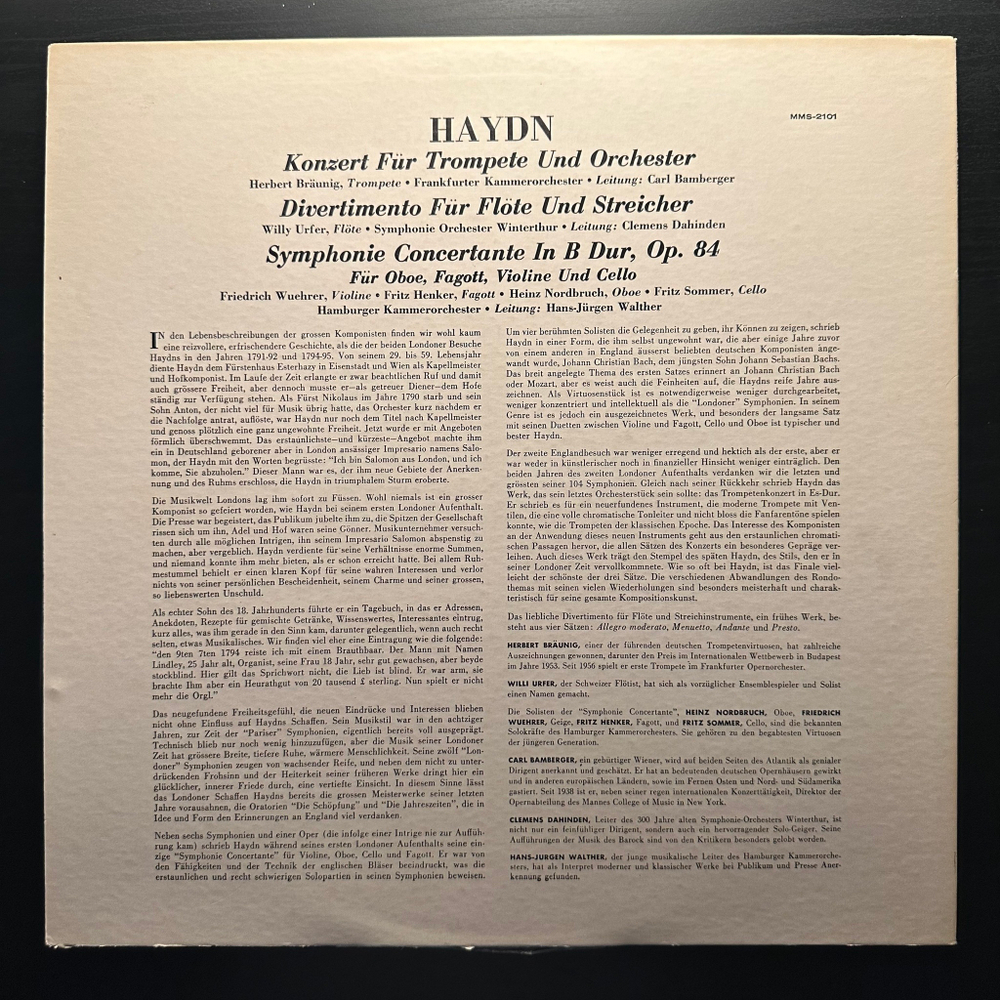 MMS-2101
HAYDN
Konzert Für Trompete Und Orchester
Herbert Bräunig, Trompete • Frankfurter Kammerorchester • Leitung: Carl Bamberger
Divertimento Für Flöte Und Streicher
Willy Urfer, Flöte • Symphonie Orchester Winterthur • Leitung: Clemens Dahinden
Symphonie Concertante In B Dur, Op. 84
Für Oboe, Fagott, Violine Und Cello
Friedrich Wuehrer, Violine • Fritz Henker, Fagott • Heinz Nordbruch, Oboe • Fritz Sommer, Cello
Hamburger Kammerorchester • Leitung: Hans-Jürgen Walther
IN den Lebensbeschreibungen der grossen Komponisten finden wir wohl kaum
eine reizvollere, erfrischendere Geschichte, als die der beiden Londoner Besuche
Haydns in den Jahren 1791-92 und 1794-95. Von seinem 29. bis 59. Lebensjahr
diente Haydn dem Fürstenhaus Esterhazy in Eisenstadt und Wien als Kapellmeister
und Hofkomponist. Im Laufe der Zeit erlangte er zwar beachtlichen Ruf und damit
auch grössere Freiheit, aber dennoch musste er—als getreuer Diener—dem Hofe
ständig zur Verfügung stehen. Als Fürst Nikolaus im Jahre 1790 starb und sein
Sohn Anton, der nicht viel für Musik übrig hatte, das Orchester kurz nachdem er
die Nachfolge antrat, auflöste, war Haydn nur noch dem Titel nach Kapellmeister
und genoss plötzlich eine ganz ungewohnte Freiheit. Jetzt wurde er mit Angeboten
förmlich überschwemmt. Das erstaunlichste—und kürzeste—Angebot machte ihm
ein in Deutschland geborener aber in London ansässiger Impresario namens Salo-
mon, der Haydn mit den Worten begrüsste: "Ich bin Salomon aus London, und ich
komme, Sie abzuholen." Dieser Mann war es, der ihm neue Gebiete der Anerken-
nung und des Ruhms erschloss, die Haydn in triumphalem Sturm eroberte.
Die Musikwelt Londons lag ihm sofort zu Füssen. Wohl niemals ist ein grosser
Komponist so gefeiert worden, wie Haydn bei seinem ersten Londoner Aufenthalt.
Die Presse war begeistert, das Publikum jubelte ihm zu, die Spitzen der Gesellschaft
rissen sich um ihn, Adel und Hof waren seine Gönner. Musikunternehmer versuch-
ten durch alle möglichen Intrigen, ihn seinem Impresario Salomon abspenstig zu
machen, aber vergeblich. Haydn verdiente für seine Verhältnisse enorme Summen,
und niemand konnte ihm mehr bieten, als er schon erreicht hatte. Bei allem Ruh-
mestummel behielt er einen klaren Kopf für seine wahren Interessen und verlor
nichts von seiner persönlichen Bescheidenheit, seinem Charme und seiner grossen,
so liebenswerten Unschuld.
Als echter Sohn des 18. Jahrhunderts führte er ein Tagebuch, in das er Adressen,
Anekdoten, Rezepte für gemischte Getränke, Wissenswertes, Interessantes eintrug,
kurz alles, was ihm gerade in den Sinn kam, darunter gelegentlich, wenn auch recht
selten, etwas Musikalisches. Wir finden viel eher eine Eintragung wie die folgende:
"den 9ten 7ten 1794 reiste ich mit einem Brauthbaar. Der Mann mit Namen
Lindley, 25 Jahr alt, Organist, seine Frau 18 Jahr, sehr gut gewachsen, aber beyde
stockblind. Hier gilt das Sprichwort nicht, die Lieb ist blind. Er war arm, sie
brachte Ihm aber ein Heurathgut von 20 tausend £ sterling. Nun spielt er nicht
mehr die Orgl."
Das neugefundene Freiheitsgefühl, die neuen Eindrücke und Interessen blieben
nicht ohne Einfluss auf Haydns Schaffen. Sein Musikstil war in den achtziger
Jahren, zur Zeit der "Pariser" Symphonien, eigentlich bereits voll ausgeprägt.
Technisch blieb nur noch wenig hinzuzufügen, aber die Musik seiner Londoner
Zeit hat grössere Breite, tiefere Ruhe, wärmere Menschlichkeit. Seine zwölf "Lon-
doner" Symphonien zeugen von wachsender Reife, und neben dem nicht zu unter-
drückenden Frohsinn und der Heiterkeit seiner früheren Werke dringt hier ein
glücklicher, innerer Friede durch, eine vertiefte Einsicht. In diesem Sinne lässt
das Londoner Schaffen Haydns bereits die grossen Meisterwerke seiner letzten
Jahre vorausahnen, die Oratorien "Die Schöpfung" und "Die Jahreszeiten", die in
Idee und Form den Erinnerungen an England viel verdanken.
Neben sechs Symphonien und einer Oper (die infolge einer Intrige nie zur Auffüh-
rung kam) schrieb Haydn während seines ersten Londoner Aufenthalts seine ein-
zige "Symphonie Concertante" für Violine, Oboe, Cello und Fagott. Er war von
den Fähigkeiten und der Technik der englischen Bläser beeindruckt, was die
erstaunlichen und recht schwierigen Solopartien in seinen Symphonien beweisen.
Um vier berühmten Solisten die Gelegenheit zu geben, ihr Können zu zeigen, schrieb
Haydn in einer Form, die ihm selbst ungewohnt war, die aber einige Jahre zuvor
von einem anderen in England äusserst beliebten deutschen Komponisten ange-
wandt wurde, Johann Christian Bach, dem jüngsten Sohn Johann Sebastian Bachs.
Das breit angelegte Thema des ersten Satzes erinnert an Johann Christian Bach
oder Mozart, aber es weist auch die Feinheiten auf, die Haydns reife Jahre aus-
zeichnen. Als Virtuosenstück ist es notwendigerweise weniger durchgearbeitet,
weniger konzentriert und intellektuell als die "Londoner" Symphonien. In seinem
Genre ist es jedoch ein ausgezeichnetes Werk, und besonders der langsame Satz
mit seinen Duetten zwischen Violine und Fagott, Cello und Oboe ist typischer und
bester Haydn.
Der zweite Englandbesuch war weniger erregend und hektisch als der erste, aber er
war weder in künstlerischer noch in finanzieller Hinsicht weniger einträglich. Den
beiden Jahren des zweiten Londoner Aufenthalts verdanken wir die letzten und
grössten seiner 104 Symphonien. Gleich nach seiner Rückkehr schrieb Haydn das
Werk, das sein letztes Orchesterstück sein sollte: das Trompetenkonzert in Es-Dur.
Er schrieb es für ein neuerfundenes Instrument, die moderne Trompete mit Ven-
tilen, die eine volle chromatische Tonleiter und nicht bloss die Fanfarentöne spielen
konnte, wie die Trompeten der klassischen Epoche. Das Interesse des Komponisten
an der Anwendung dieses neuen Instruments geht aus den erstaunlichen chromati-
schen Passagen hervor, die allen Sätzen des Konzerts ein besonderes Gepräge ver-
leihen. Auch dieses Werk trägt den Stempel des späten Haydn, des Stils, den er in
seiner Londoner Zeit vervollkommnete. Wie so oft bei Haydn, ist das Finale viel-
leicht der schönste der drei Sätze. Die verschiedenen Abwandlungen des Rondo-
themas mit seinen vielen Wiederholungen sind besonders meisterhaft und charak-
teristisch für seine gesamte Kompositionskunst.
Das liebliche Divertimento für Flöte und Streichinstrumente, ein frühes Werk, be-
steht aus vier Sätzen: Allegro moderato, Menuetto, Andante und Presto.
HERBERT BRÄUNIG, einer der führenden deutschen Trompetenvirtuosen, hat zahlreiche
Auszeichnungen gewonnen, darunter den Preis im Internationalen Wettbewerb in Budapest
im Jahre 1953. Seit 1956 spielt er erste Trompete im Frankfurter Opernorchester.
WILLI URFER, der Schweizer Flötist, hat sich als vorzüglicher Ensemblespieler und Solist
einen Namen gemacht.
Die Solisten der "Symphonie Concertante", HEINZ NORDBRUCH, Oboe, FRIEDRICH
WUEHRER, Geige, FRITZ HENKER, Fagott, und FRITZ SOMMER, Cello, sind die bekannten
Solokräfte des Hamburger Kammerorchesters. Sie gehören zu den begabtesten Virtuosen
der jüngeren Generation.
CARL BAMBERGER, ein gebürtiger Wiener, wird auf beiden Seiten des Atlantik als genialer
Dirigent anerkannt und geschätzt. Er hat an bedeutenden deutschen Opernhäusern gewirkt
und in anderen europäischen Ländern, sowie im Fernen Osten und Nord- und Südamerika
gastiert. Seit 1938 ist er, neben seiner regen internationalen Konzerttätigkeit, Direktor der
Opernabteilung des Mannes College of Music in New York.
CLEMENS DAHINDEN, Leiter des 300 Jahre alten Symphonie-Orchesters Winterthur, ist
nicht nur ein feinfühliger Dirigent, sondern auch ein hervorragender Solo-Geiger. Seine
Aufführungen der Musik des Barock sind von den Kritikern besonders gelobt worden.
HANS-JURGEN WALTHER, der junge musikalische Leiter des Hamburger Kammerorche-
sters, hat als Interpret moderner und klassischer Werke bei Publikum und Presse Aner-
kennung gefunden.